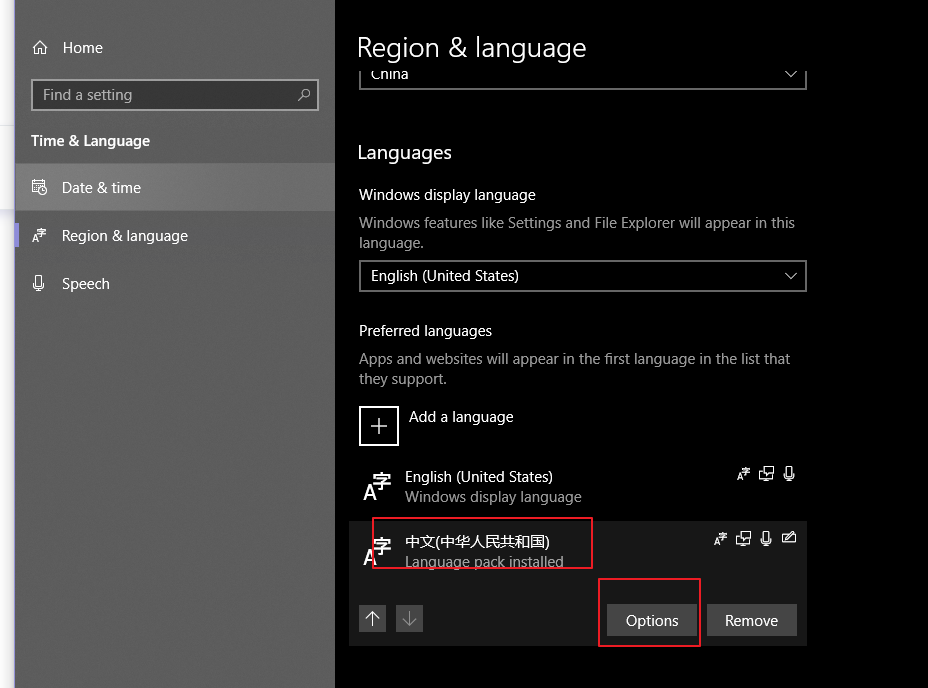 Home
Find a setting
Time & Language
Date & time
Region & language
Speech
Region & language
China
Languages
Windows display language
Windows features like Settings and File Explorer will appear in this
language.
English (United States)
Preferred languages
Apps and websites will appear in the first language in the list that
they support.
Add a language
English (United States)
Windows display language
中文(中华人民共和国)
Language pack installed
Options
Remove